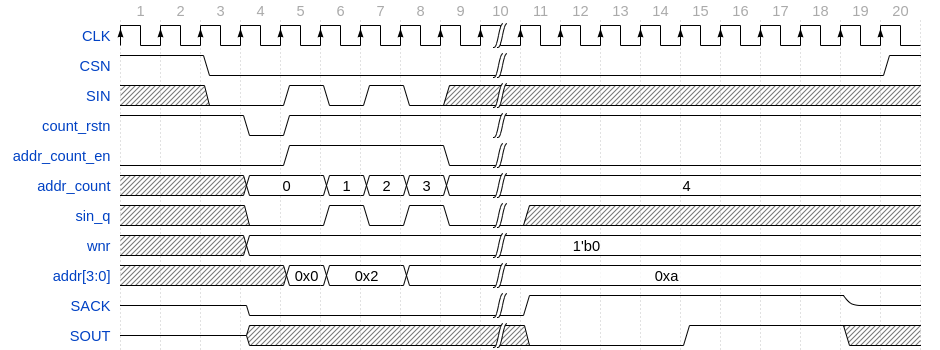 1 2 3 4 5 6 7 8 9 10 11 12 13 14 15 16 17 18 19 20
CLK
CSN
SIN
count_rstn
addr_count_en
addr_count 0 1 2 3 4
sin_q
wnr 1'b0
addr[3:0] 0x0 0x2 0xa
SACK
SOUT